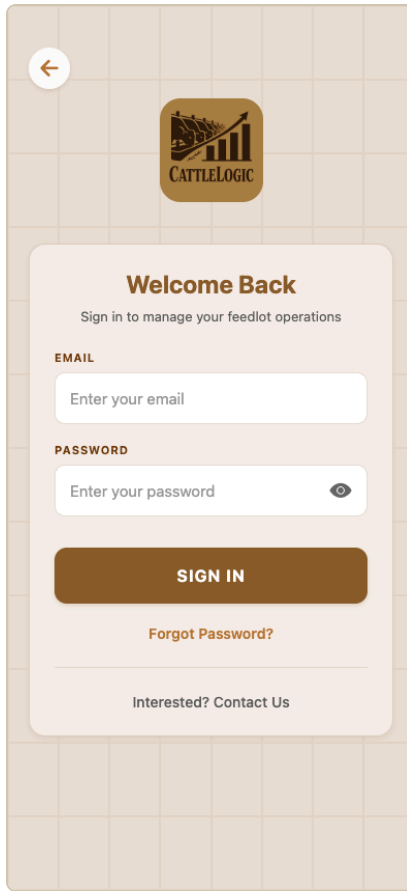 CATTLELOGIC
Welcome Back
Sign in to manage your feedlot operations
EMAIL
Enter your email
PASSWORD
Enter your password
SIGN IN
Forgot Password?
Interested? Contact Us